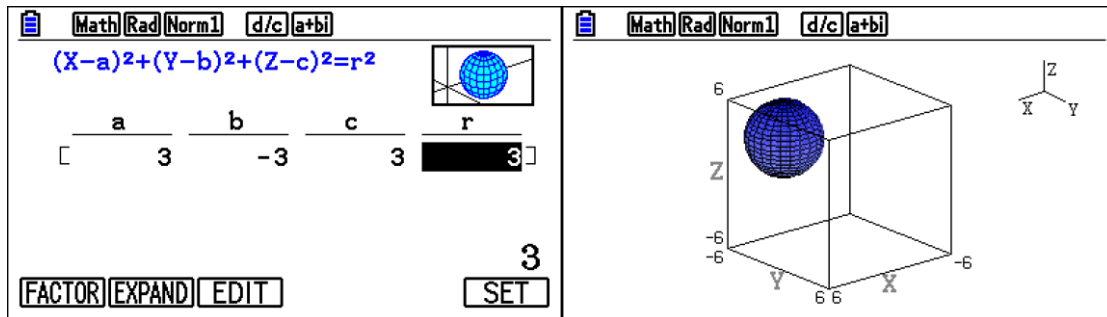 Math Rad Norm1 d/c a+bi
(X-a)²+(Y-b)²+(Z-c)²=r²
a b c r
[ 3 -3 3 3 ]
3
FACTOR EXPAND EDIT SET
Math Rad Norm1 d/c a+bi
Z
X Y
6
Z
-6
-6
Y
6 6
X
-6